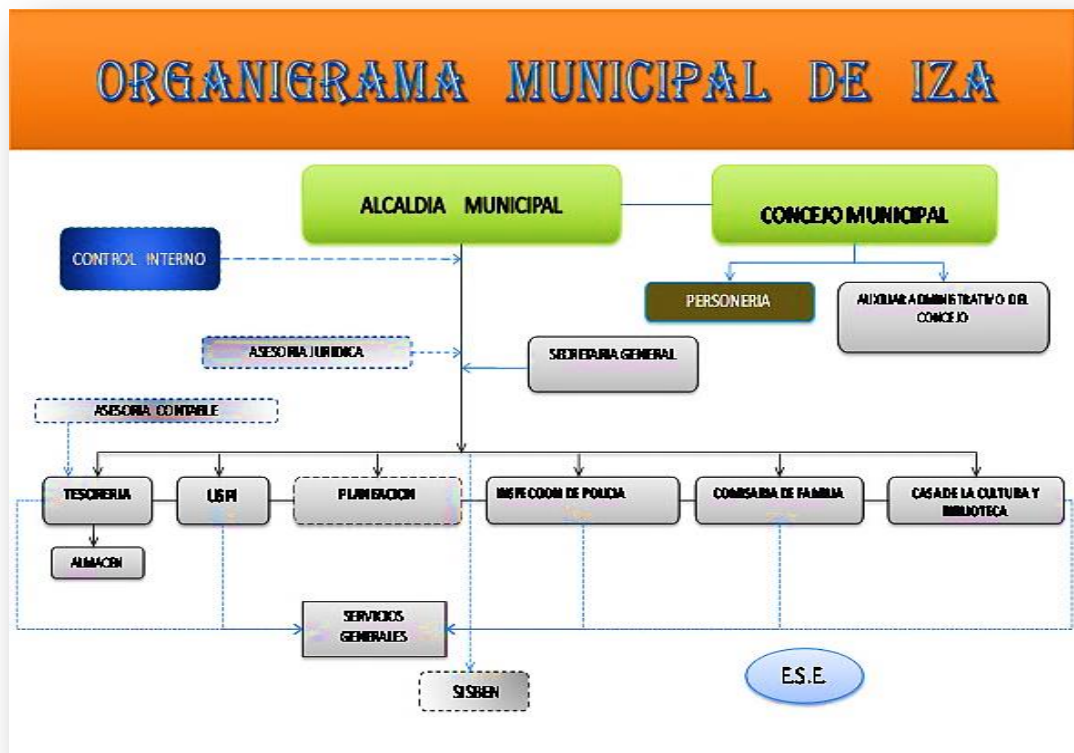 ORGANIGRAMA MUNICIPAL DE IZA
ALCALDIA MUNICIPAL
CONCEJO MUNICIPAL
CONTROL INTERNO
PERSONERIA
AUXILIAR ADMINISTRATIVO DEL
CONCEJO
ASESORIA JURIDICA
SECRETARIA GENERAL
ASESORIA CONTABLE
TESORERIA
PLANEACION
INSPECCION DE POLICIA
COMISARIA DE FAMILIA
CASA DE LA CULTURA Y
BIBLIOTECA
ALMACEN
SERVICIOS
GENERALES
SISBEN
E.S.E.